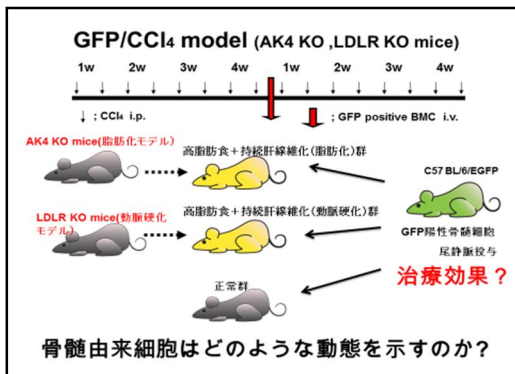 GFP/CCl₄ model (AK4 KO ,LDLR KO mice)
1w 2w 3w 4w 1w 2w 3w 4w
↓ ; CCl₄ i.p.
; GFP positive BMC i.v.
AK4 KO mice(脂肪化モデル)
高脂肪食＋持続肝線維化(脂肪化)群
C57 BL/6/EGFP
LDLR KO mice(動脈硬化
モデル)
高脂肪食＋持続肝線維化(動脈硬化)群
GFP陽性骨髄細胞
尾静脈投与
正常群
治療効果？
骨髄由来細胞はどのような動態を示すのか?